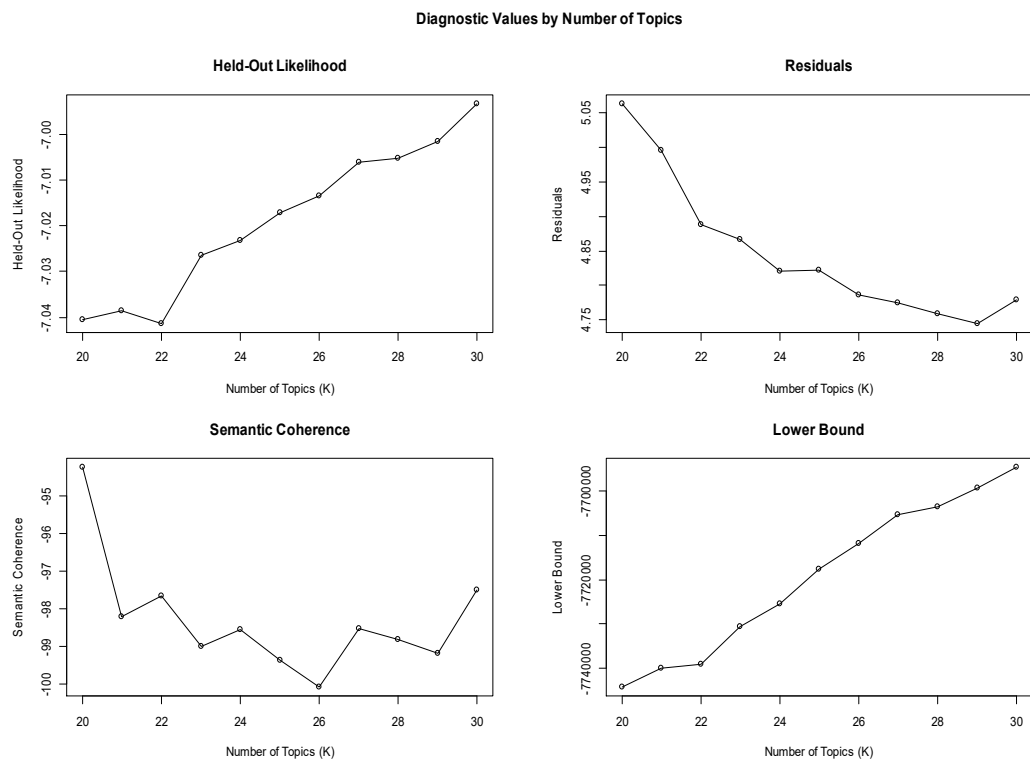 Diagnostic Values by Number of Topics
Held-Out Likelihood
Held-Out Likelihood
-7.00
-7.01
-7.02
-7.03
-7.04
20 22 24 26 28 30
Number of Topics (K)
Residuals
Residuals
5.05
4.95
4.85
4.75
20 22 24 26 28 30
Number of Topics (K)
Semantic Coherence
Semantic Coherence
-95
-96
-97
-98
-99
-100
20 22 24 26 28 30
Number of Topics (K)
Lower Bound
Lower Bound
-7700000
-7720000
-7740000
20 22 24 26 28 30
Number of Topics (K)